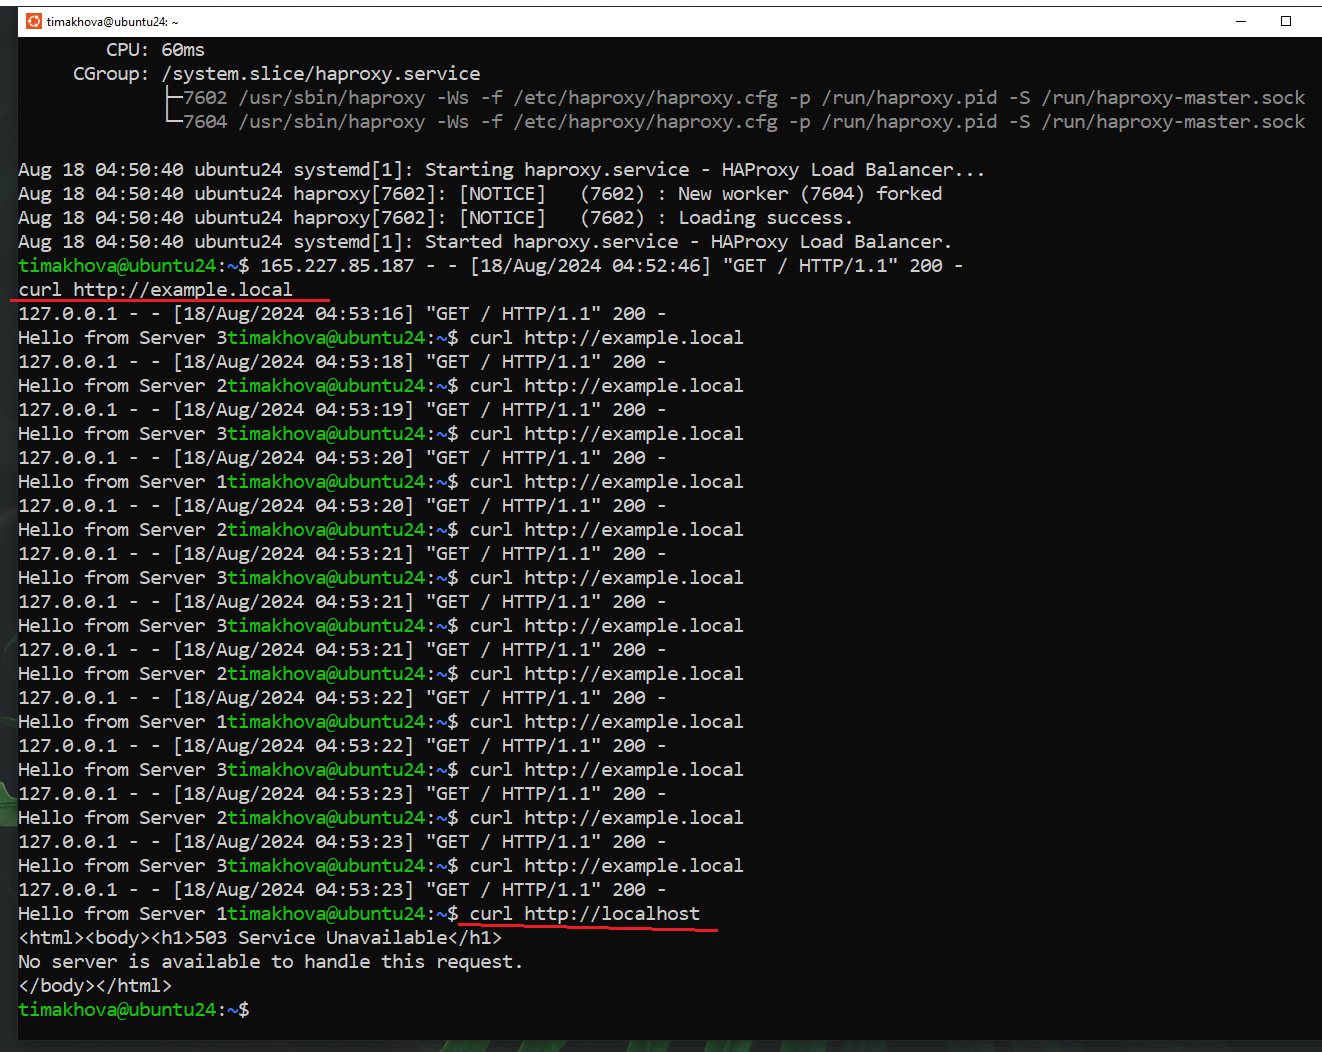 timakhova@ubuntu24: ~
CPU: 60ms
CGroup: /system.slice/haproxy.service
├─7602 /usr/sbin/haproxy -Ws -f /etc/haproxy/haproxy.cfg -p /run/haproxy.pid -S /run/haproxy-master.sock
└─7604 /usr/sbin/haproxy -Ws -f /etc/haproxy/haproxy.cfg -p /run/haproxy.pid -S /run/haproxy-master.sock
Aug 18 04:50:40 ubuntu24 systemd[1]: Starting haproxy.service - HAProxy Load Balancer...
Aug 18 04:50:40 ubuntu24 haproxy[7602]: [NOTICE]   (7602) : New worker (7604) forked
Aug 18 04:50:40 ubuntu24 haproxy[7602]: [NOTICE]   (7602) : Loading success.
Aug 18 04:50:40 ubuntu24 systemd[1]: Started haproxy.service - HAProxy Load Balancer.
timakhova@ubuntu24:~$ 165.227.85.187 - - [18/Aug/2024 04:52:46] "GET / HTTP/1.1" 200 -
curl http://example.local
127.0.0.1 - - [18/Aug/2024 04:53:16] "GET / HTTP/1.1" 200 -
Hello from Server 3timakhova@ubuntu24:~$ curl http://example.local
127.0.0.1 - - [18/Aug/2024 04:53:18] "GET / HTTP/1.1" 200 -
Hello from Server 2timakhova@ubuntu24:~$ curl http://example.local
127.0.0.1 - - [18/Aug/2024 04:53:19] "GET / HTTP/1.1" 200 -
Hello from Server 3timakhova@ubuntu24:~$ curl http://example.local
127.0.0.1 - - [18/Aug/2024 04:53:20] "GET / HTTP/1.1" 200 -
Hello from Server 1timakhova@ubuntu24:~$ curl http://example.local
127.0.0.1 - - [18/Aug/2024 04:53:20] "GET / HTTP/1.1" 200 -
Hello from Server 2timakhova@ubuntu24:~$ curl http://example.local
127.0.0.1 - - [18/Aug/2024 04:53:21] "GET / HTTP/1.1" 200 -
Hello from Server 3timakhova@ubuntu24:~$ curl http://example.local
127.0.0.1 - - [18/Aug/2024 04:53:21] "GET / HTTP/1.1" 200 -
Hello from Server 3timakhova@ubuntu24:~$ curl http://example.local
127.0.0.1 - - [18/Aug/2024 04:53:21] "GET / HTTP/1.1" 200 -
Hello from Server 2timakhova@ubuntu24:~$ curl http://example.local
127.0.0.1 - - [18/Aug/2024 04:53:22] "GET / HTTP/1.1" 200 -
Hello from Server 1timakhova@ubuntu24:~$ curl http://example.local
127.0.0.1 - - [18/Aug/2024 04:53:22] "GET / HTTP/1.1" 200 -
Hello from Server 3timakhova@ubuntu24:~$ curl http://example.local
127.0.0.1 - - [18/Aug/2024 04:53:23] "GET / HTTP/1.1" 200 -
Hello from Server 2timakhova@ubuntu24:~$ curl http://example.local
127.0.0.1 - - [18/Aug/2024 04:53:23] "GET / HTTP/1.1" 200 -
Hello from Server 3timakhova@ubuntu24:~$ curl http://example.local
127.0.0.1 - - [18/Aug/2024 04:53:23] "GET / HTTP/1.1" 200 -
Hello from Server 1timakhova@ubuntu24:~$ curl http://localhost
<html><body><h1>503 Service Unavailable</h1>
No server is available to handle this request.
</body></html>
timakhova@ubuntu24:~$